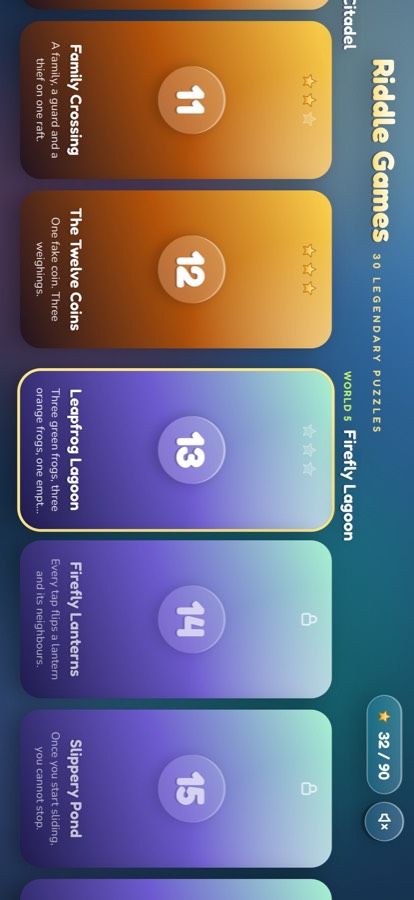 Riddle Games 30 LEGENDARY PUZZLES
32 / 90
Citadel
WORLD 5 Firefly Lagoon
11
Family Crossing
A family, a guard and a
thief on one raft.
12
The Twelve Coins
One fake coin. Three
weighings.
13
Leapfrog Lagoon
Three green frogs, three
orange frogs, one empt...
14
Firefly Lanterns
Every tap flips a lantern
and its neighbours.
15
Slippery Pond
Once you start sliding,
you cannot stop.